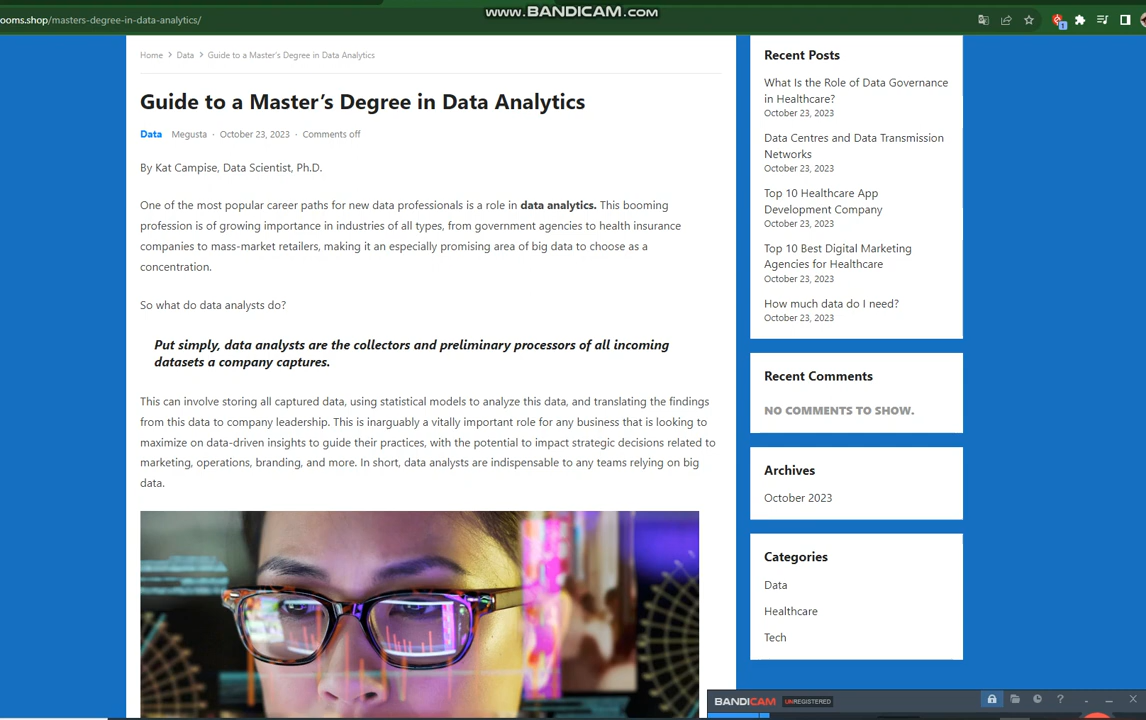 www.BANDICAM.com
ooms.shop/masters-degree-in-data-analytics/
Home > Data > Guide to a Master's Degree in Data Analytics
Guide to a Master's Degree in Data Analytics
Data Megusta · October 23, 2023 · Comments off
By Kat Campise, Data Scientist, Ph.D.
One of the most popular career paths for new data professionals is a role in data analytics. This booming
profession is of growing importance in industries of all types, from government agencies to health insurance
companies to mass-market retailers, making it an especially promising area of big data to choose as a
concentration.
So what do data analysts do?
Put simply, data analysts are the collectors and preliminary processors of all incoming
datasets a company captures.
This can involve storing all captured data, using statistical models to analyze this data, and translating the findings
from this data to company leadership. This is inarguably a vitally important role for any business that is looking to
maximize on data-driven insights to guide their practices, with the potential to impact strategic decisions related to
marketing, operations, branding, and more. In short, data analysts are indispensable to any teams relying on big
data.
Recent Posts
What Is the Role of Data Governance
in Healthcare?
October 23, 2023
Data Centres and Data Transmission
Networks
October 23, 2023
Top 10 Healthcare App
Development Company
October 23, 2023
Top 10 Best Digital Marketing
Agencies for Healthcare
October 23, 2023
How much data do I need?
October 23, 2023
Recent Comments
NO COMMENTS TO SHOW.
Archives
October 2023
Categories
Data
Healthcare
Tech
BANDICAM UNREGISTERED